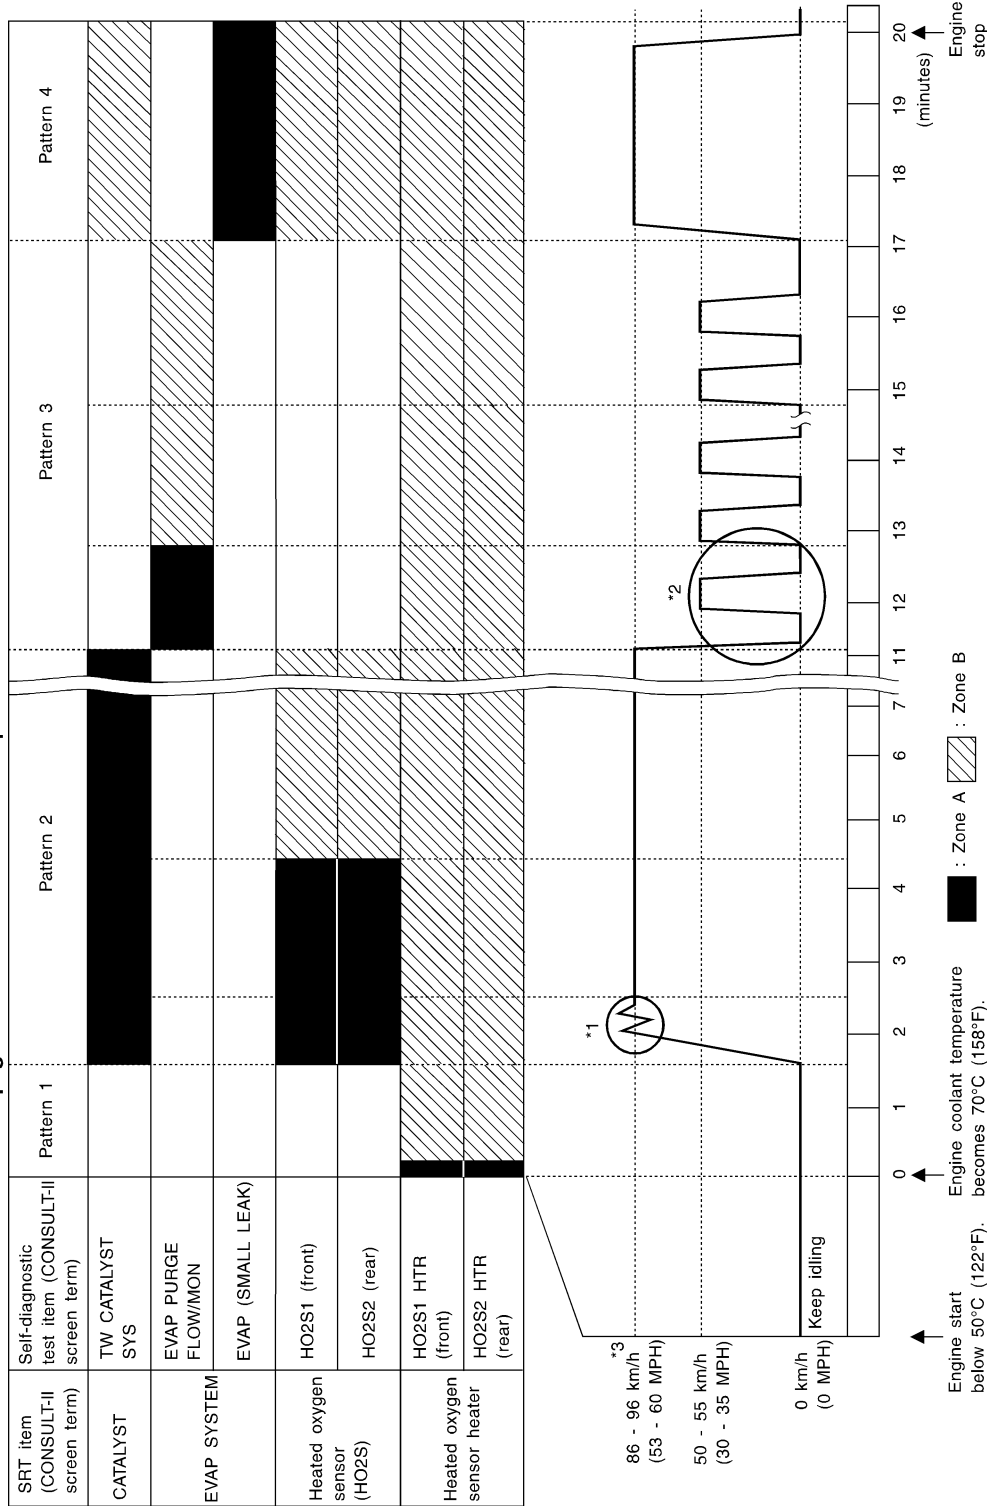 SRT item
(CONSULT-II
screen term)
Self-diagnostic
test item (CONSULT-II
screen term)
Pattern 1
Pattern 2
Pattern 3
Pattern 4
CATALYST
TW CATALYST
SYS
EVAP SYSTEM
EVAP PURGE
FLOW/MON
EVAP (SMALL LEAK)
Heated oxygen
sensor
(HO2S)
HO2S1 (front)
HO2S2 (rear)
Heated oxygen
sensor heater
HO2S1 HTR
(front)
HO2S2 HTR
(rear)
*3
86 - 96 km/h
(53 - 60 MPH)
50 - 55 km/h
(30 - 35 MPH)
0 km/h
(0 MPH)
Keep idling
*1
*2
0 1 2 3 4 5 6 7 11 12 13 14 15 16 17 18 19 20
(minutes)
Engine start
below 50°C (122°F).
Engine coolant temperature
becomes 70°C (158°F).
: Zone A
: Zone B
Engine
stop